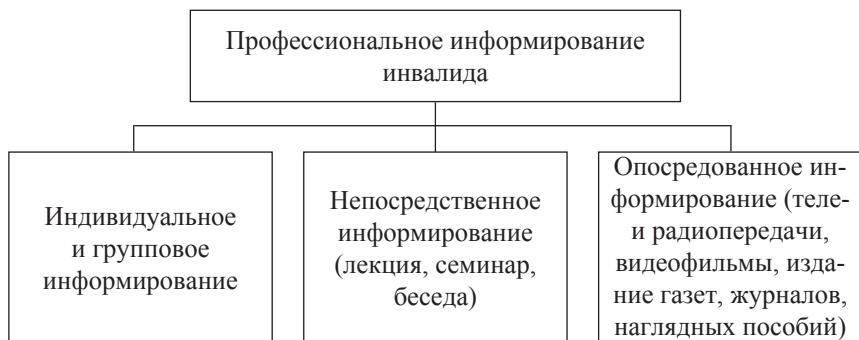 Профессиональное информирование
инвалида
Индивидуальное
и групповое
информирование
Непосредственное
информирование
(лекция, семинар,
беседа)
Опосредованное ин-
формирование (теле-
и радиопередачи,
видеофильмы, изда-
ние газет, журналов,
наглядных пособий)